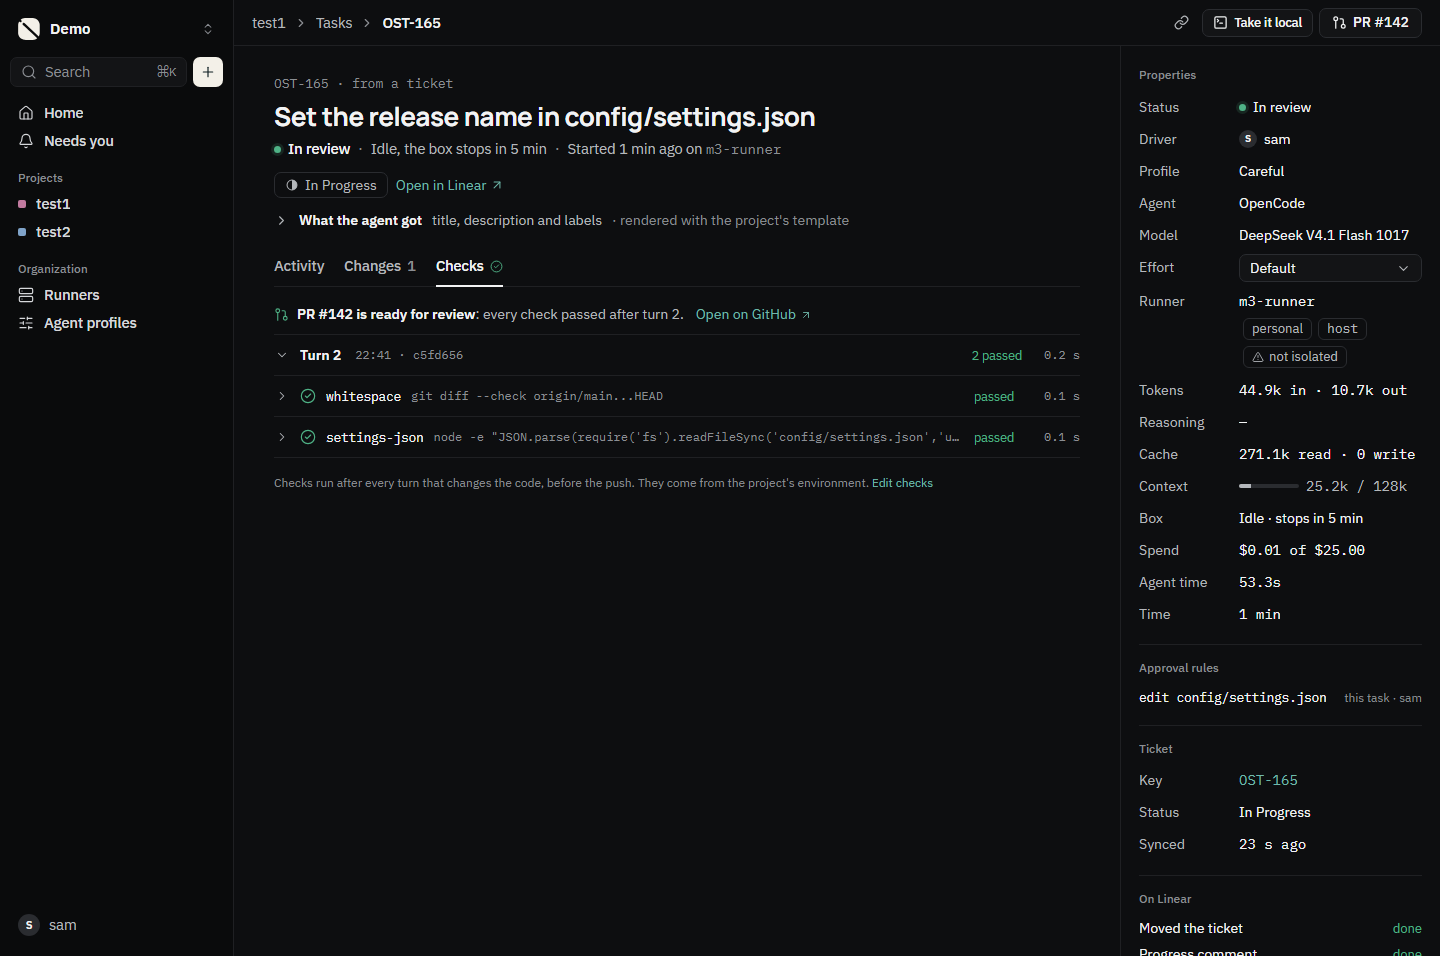 Demo
Search ⌘K
Home
Needs you
Projects
test1
test2
Organization
Runners
Agent profiles
S sam
test1 > Tasks > OST-165
Take it local
PR #142
OST-165 · from a ticket
Set the release name in config/settings.json
In review · Idle, the box stops in 5 min · Started 1 min ago on m3-runner
In Progress Open in Linear
What the agent got title, description and labels · rendered with the project's template
Activity Changes 1 Checks
PR #142 is ready for review: every check passed after turn 2. Open on GitHub
Turn 2 22:41 · c5fd656 2 passed 0.2 s
whitespace git diff --check origin/main...HEAD passed 0.1 s
settings-json node -e "JSON.parse(require('fs').readFileSync('config/settings.json','u… passed 0.1 s
Checks run after every turn that changes the code, before the push. They come from the project's environment. Edit checks
Properties
Status In review
Driver S sam
Profile Careful
Agent OpenCode
Model DeepSeek V4.1 Flash 1017
Effort Default
Runner m3-runner
personal host
not isolated
Tokens 44.9k in · 10.7k out
Reasoning –
Cache 271.1k read · 0 write
Context 25.2k / 128k
Box Idle · stops in 5 min
Spend $0.01 of $25.00
Agent time 53.3s
Time 1 min
Approval rules
edit config/settings.json this task · sam
Ticket
Key OST-165
Status In Progress
Synced 23 s ago
On Linear
Moved the ticket done
Progress comment done